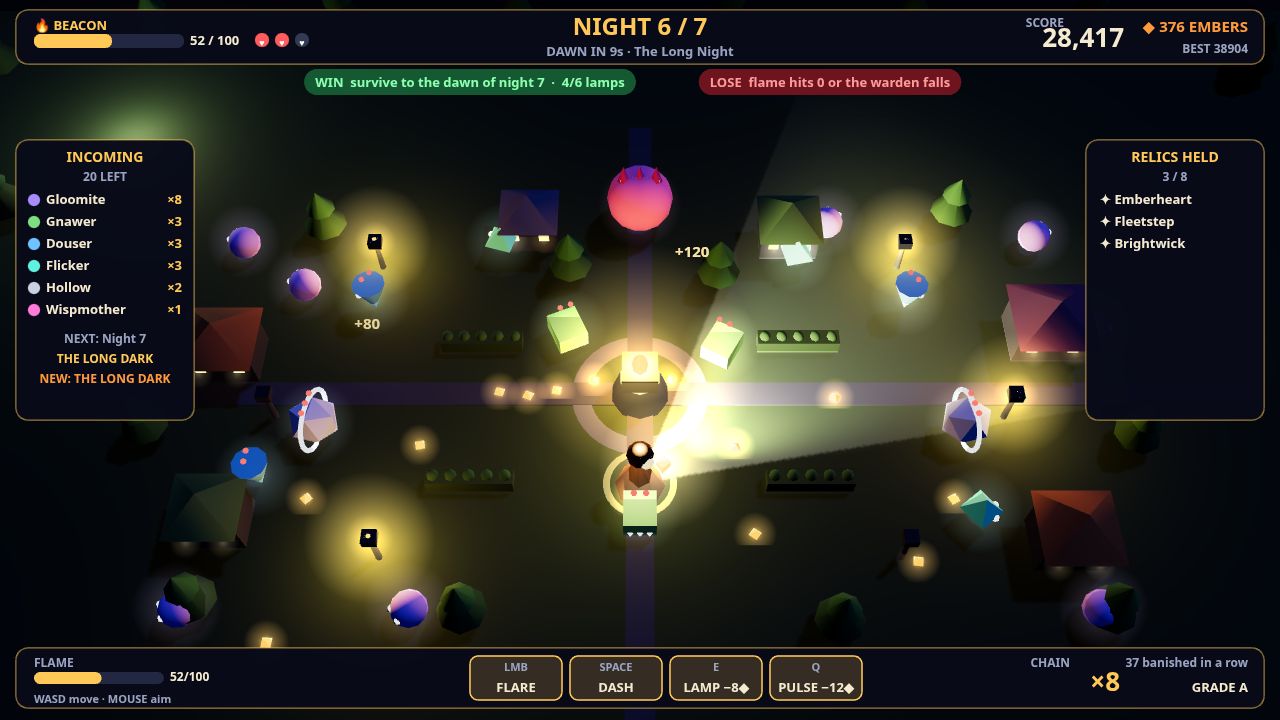 🔥 BEACON
52 / 100
NIGHT 6 / 7
DAWN IN 9s · The Long Night
SCORE
28,417
◆ 376 EMBERS
BEST 38904
WIN survive to the dawn of night 7 · 4/6 lamps
LOSE flame hits 0 or the warden falls
INCOMING
20 LEFT
Gloomite ×8
Gnawer ×3
Douser ×3
Flicker ×3
Hollow ×2
Wispmother ×1
NEXT: Night 7
THE LONG DARK
NEW: THE LONG DARK
RELICS HELD
3 / 8
✦ Emberheart
✦ Fleetstep
✦ Brightwick
+120
+80
FLAME
52/100
WASD move · MOUSE aim
LMB
FLARE
SPACE
DASH
E
LAMP −8◆
Q
PULSE −12◆
CHAIN
×8
37 banished in a row
GRADE A